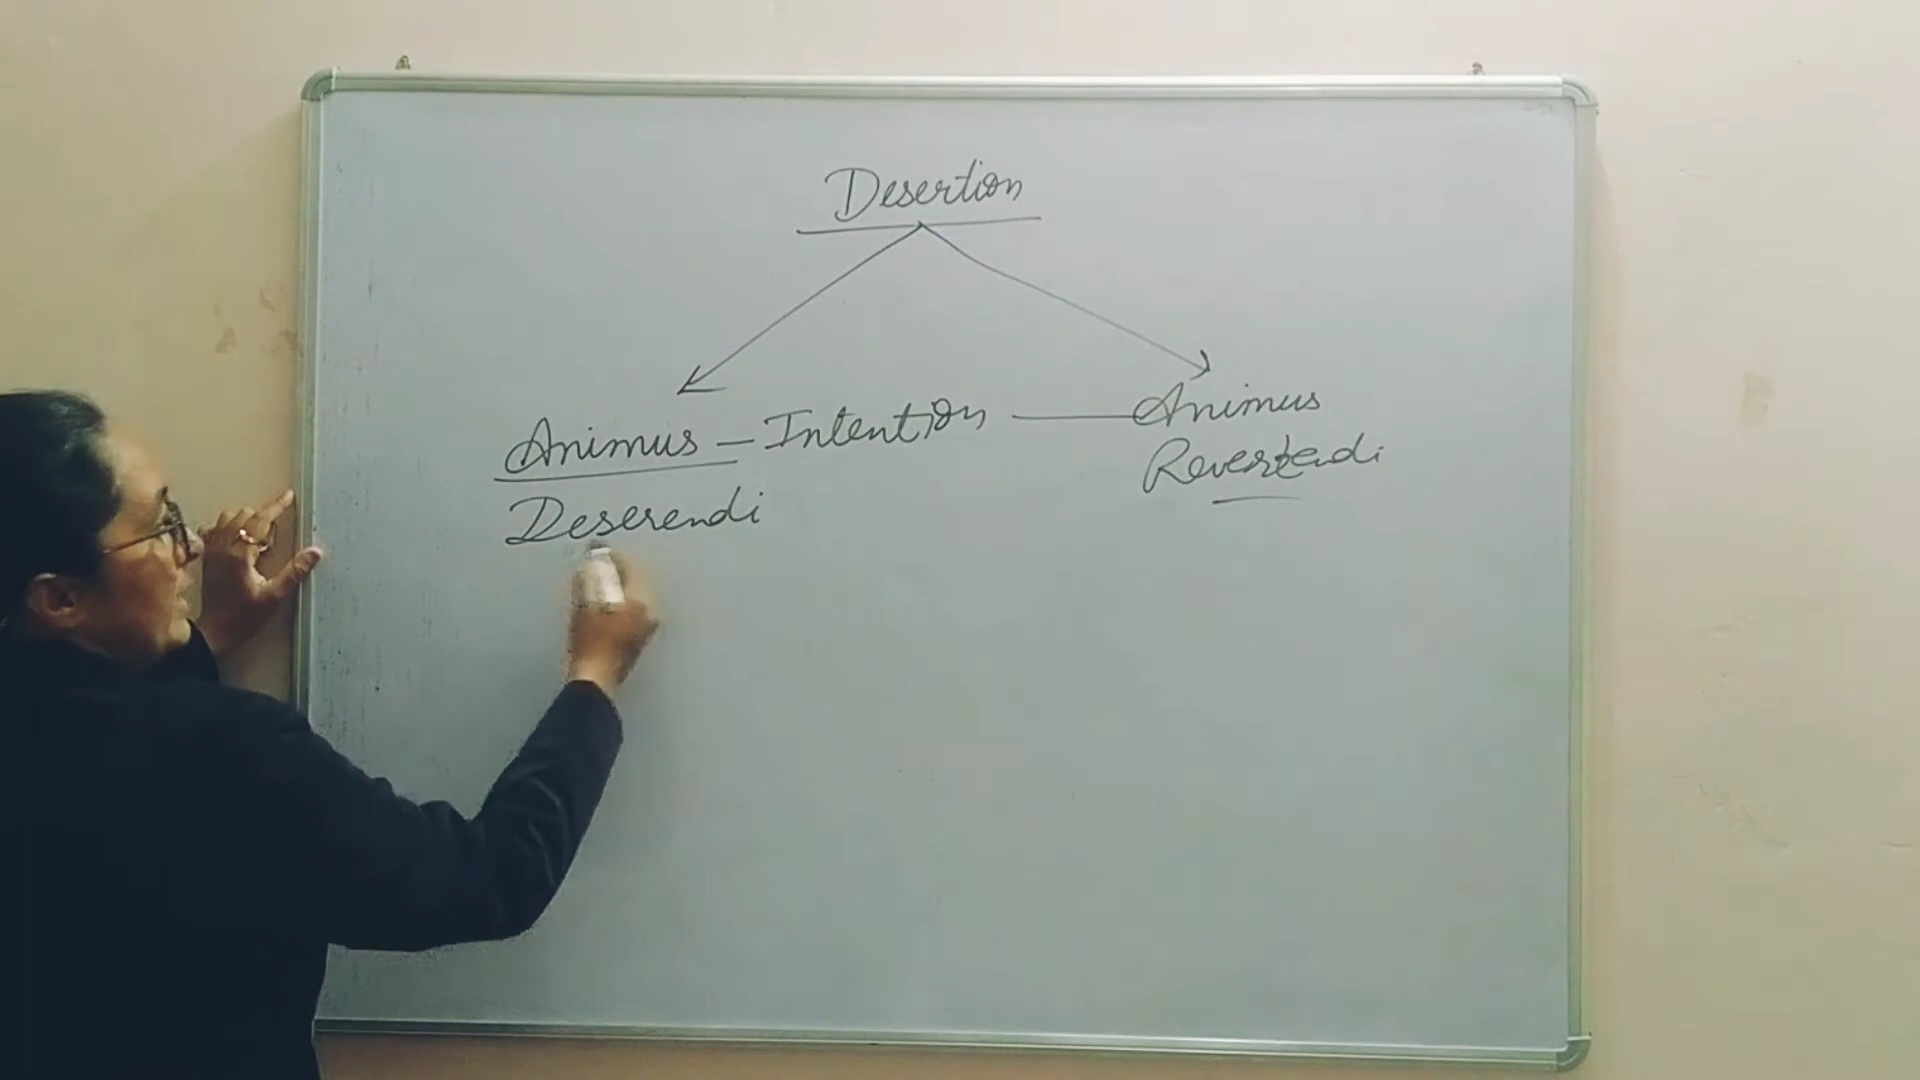 Desertion
Animus - Intention - Animus
Deserendi
Revertendi